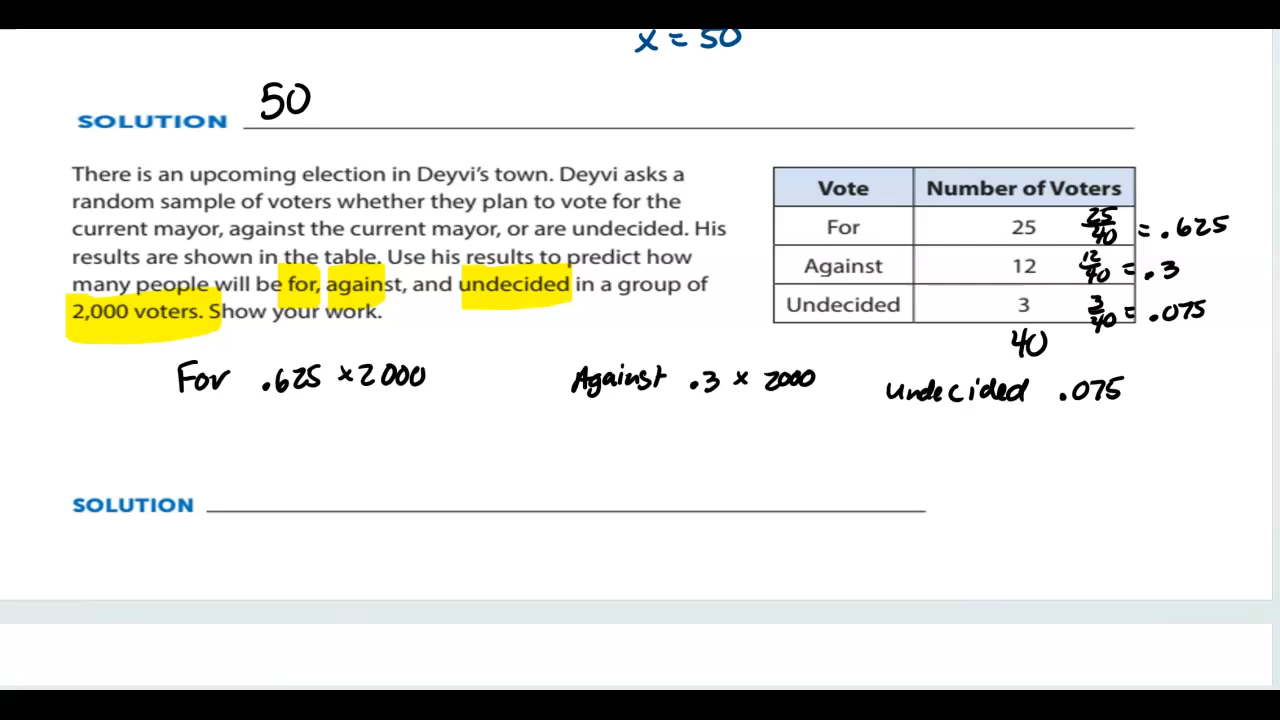 x = 50
50
SOLUTION
There is an upcoming election in Deyvi's town. Deyvi asks a
random sample of voters whether they plan to vote for the
current mayor, against the current mayor, or are undecided. His
results are shown in the table. Use his results to predict how
many people will be for, against, and undecided in a group of
2,000 voters. Show your work.
Vote Number of Voters
For 25 25/40 = .625
Against 12 12/40 = .3
Undecided 3 3/40 = .075
40
For .625 × 2000
Against .3 × 2000
Undecided .075
SOLUTION